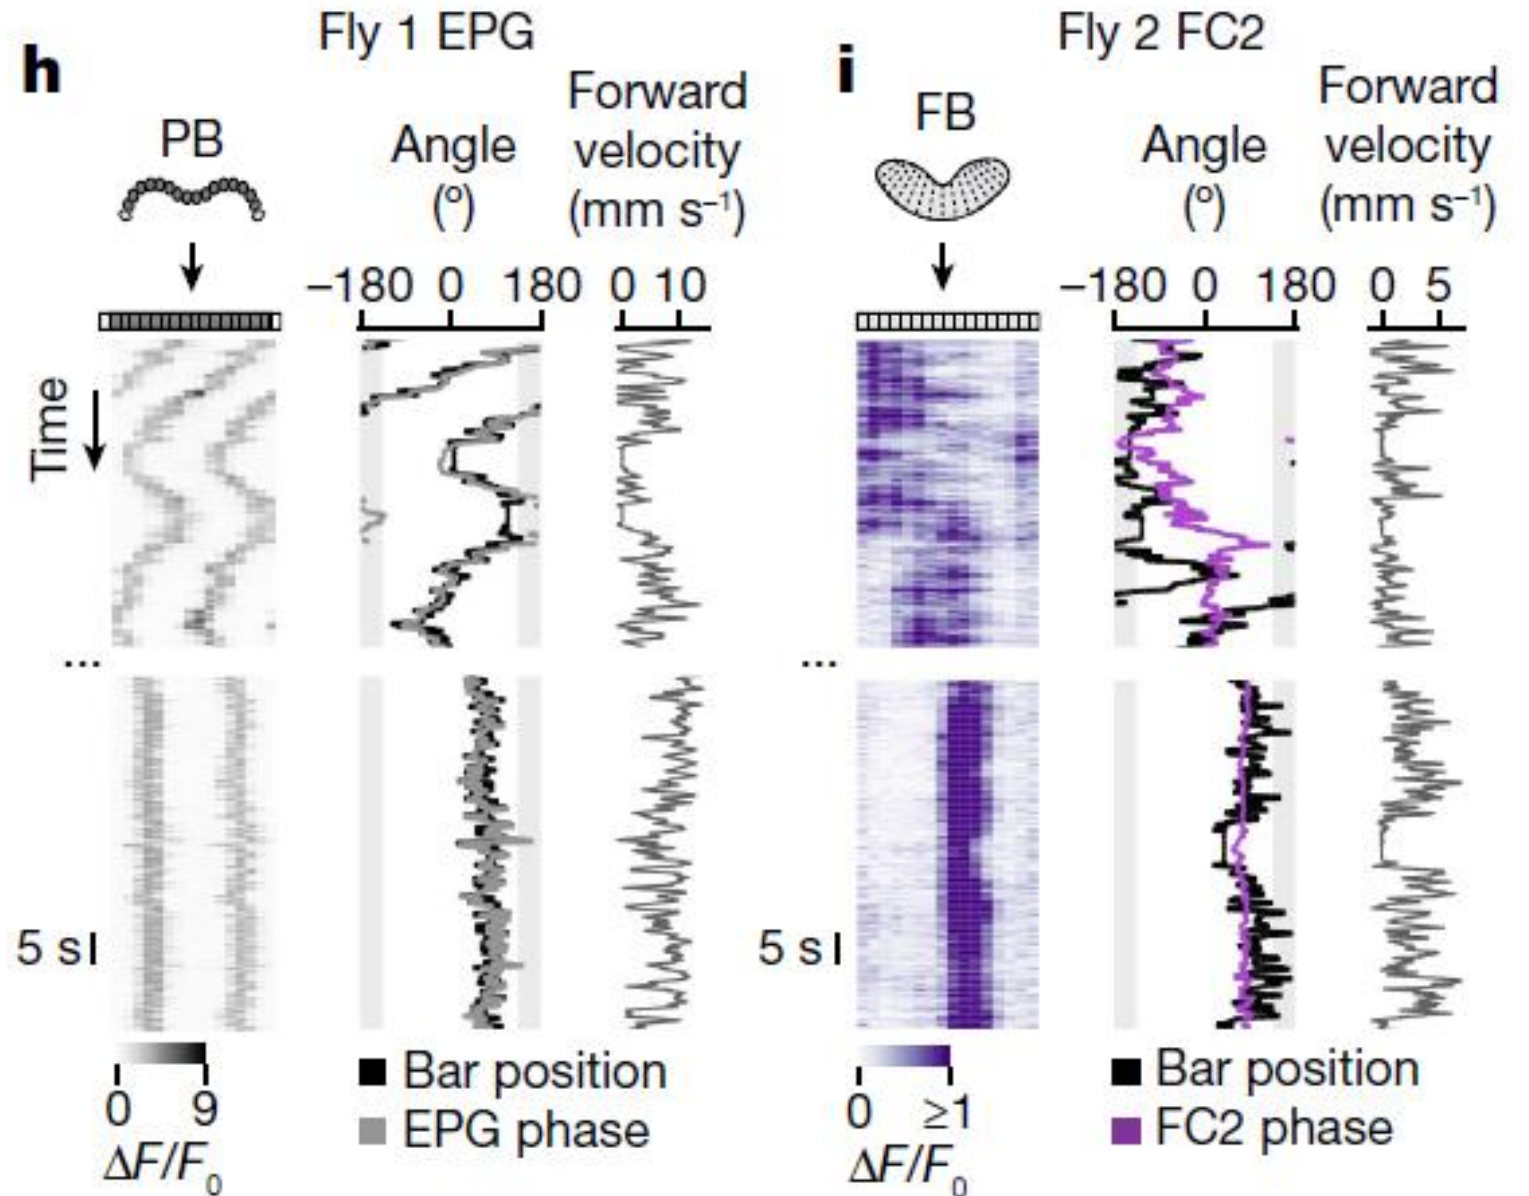 h
Fly 1 EPG
PB
Angle
(°)
Forward
velocity
(mm s⁻¹)
−180 0 180
0 10
Time
...
5 s
0 9
ΔF/F₀
Bar position
EPG phase
i
Fly 2 FC2
FB
Angle
(°)
Forward
velocity
(mm s⁻¹)
−180 0 180
0 5
...
5 s
0 ≥1
ΔF/F₀
Bar position
FC2 phase